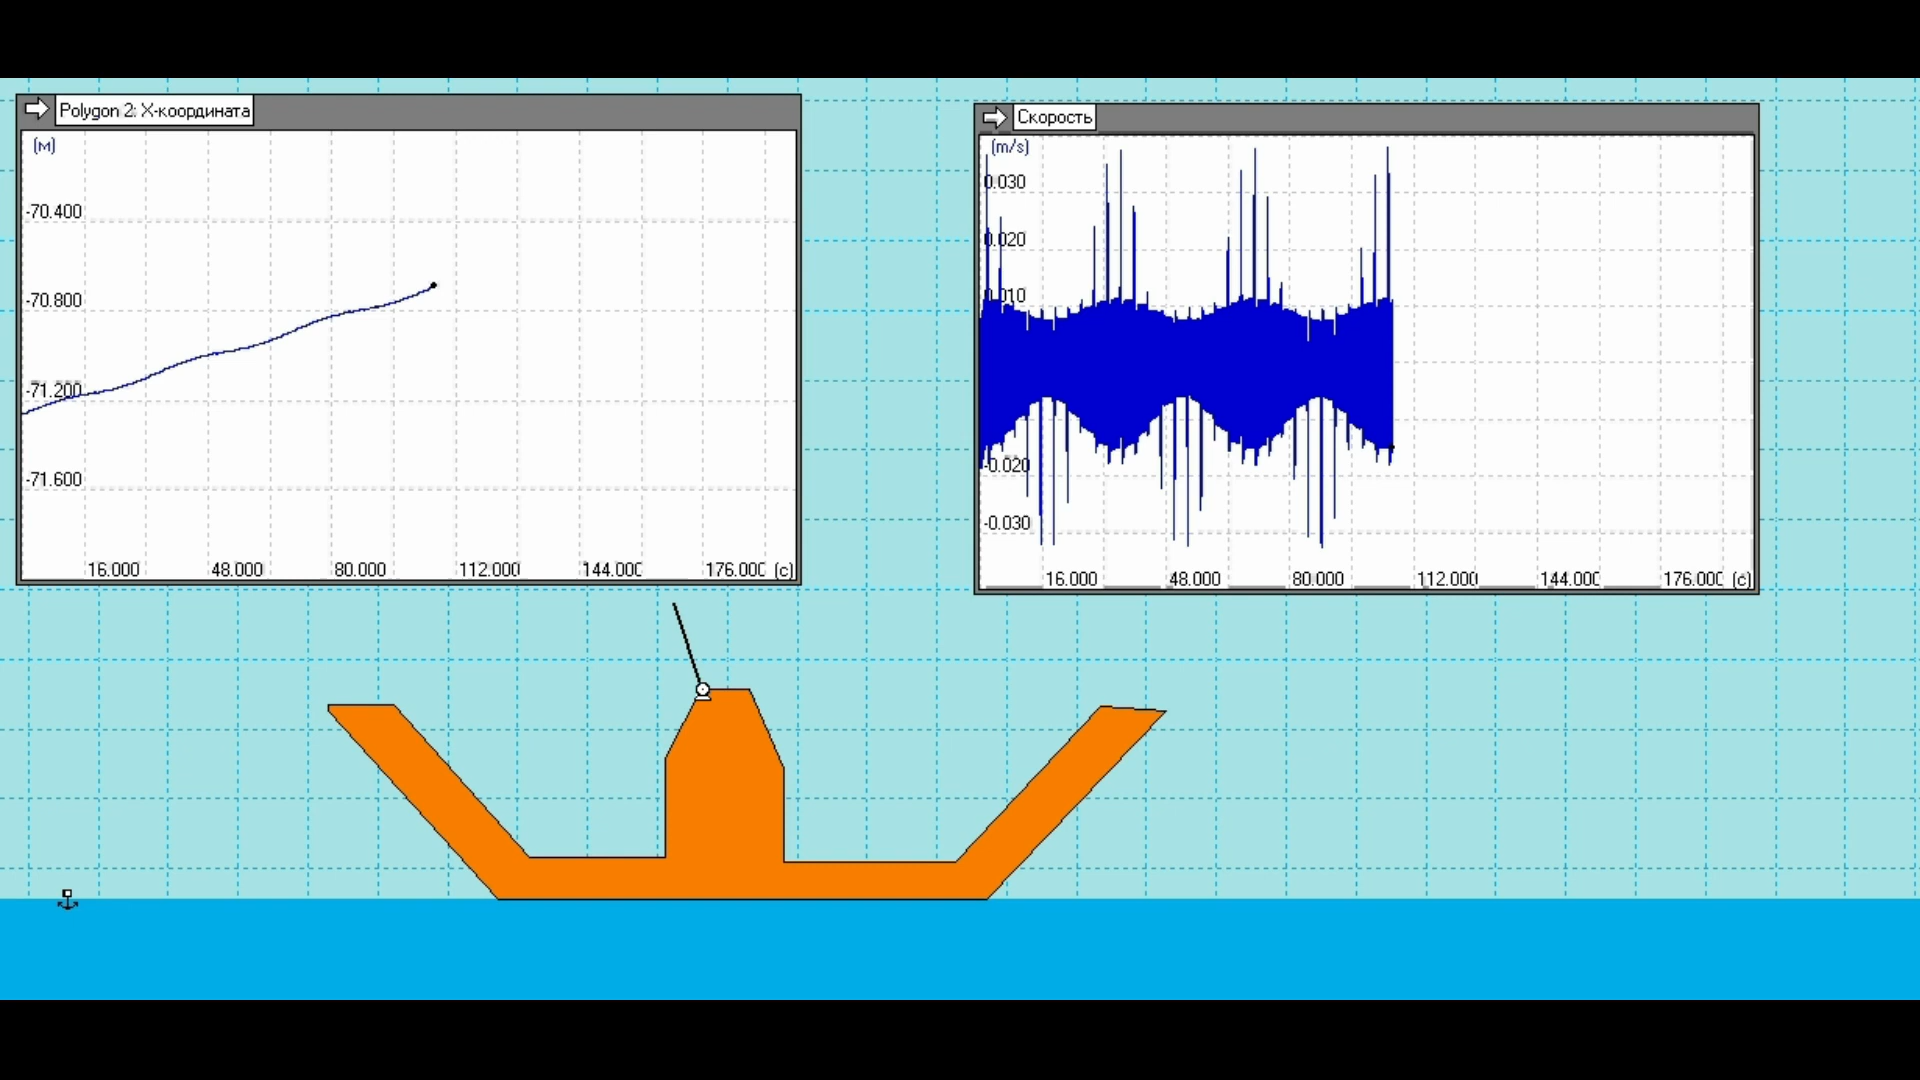 Polygon 2: X-координата
(м)
-70.400
-70.800
-71.200
-71.600
16.000 48.000 80.000 112.000 144.000 176.000 (с)
Скорость
(m/s)
0.030
0.020
0.010
-0.020
-0.030
16.000 48.000 80.000 112.000 144.000 176.000 (с)